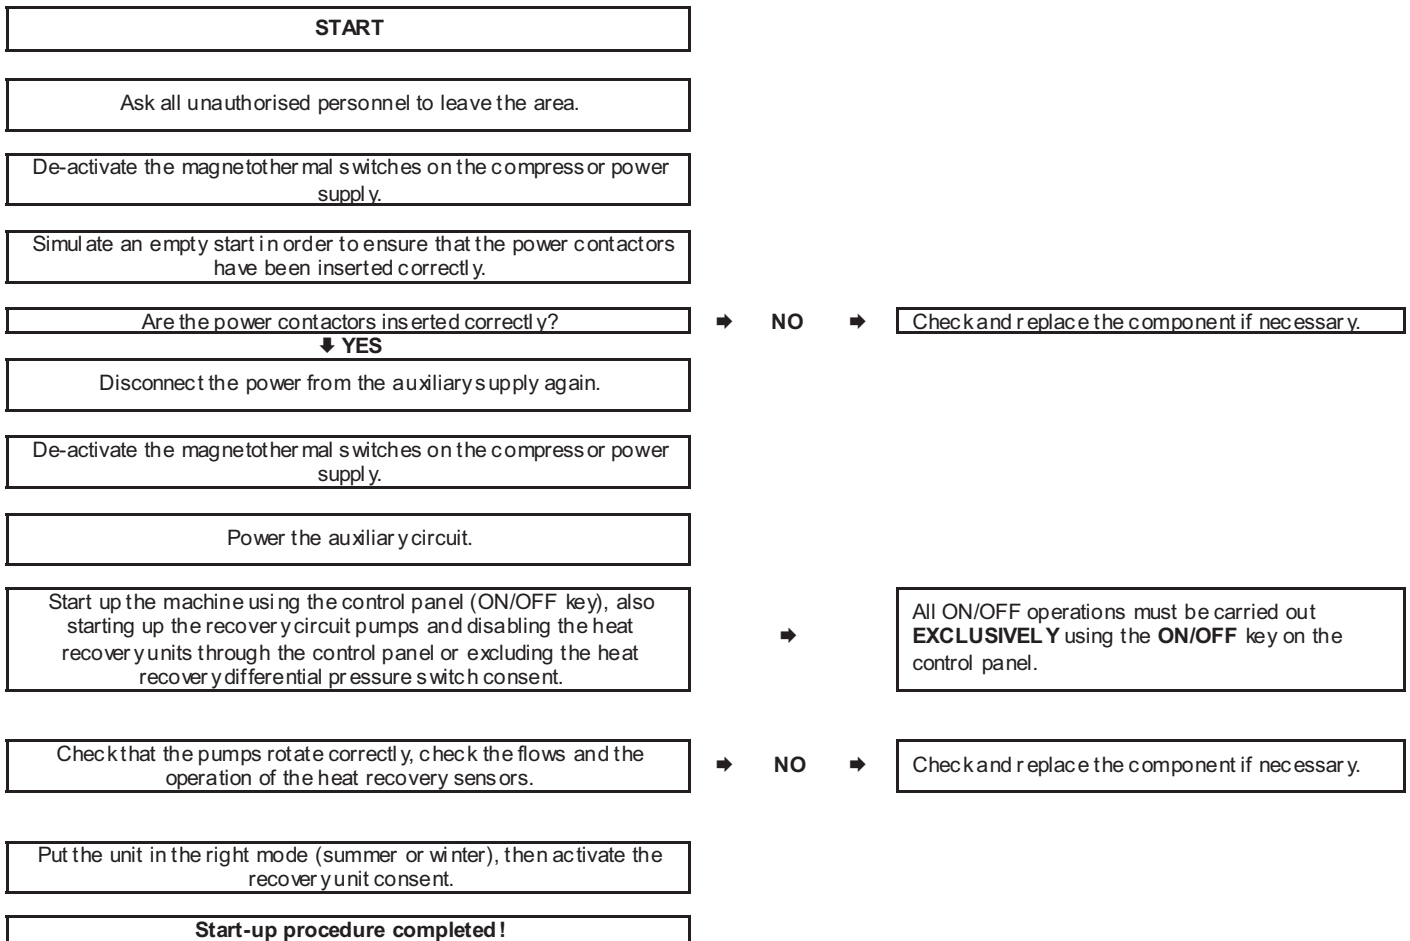 START
Ask all unauthorised personnel to leave the area.
De-activate the magnetothermal switches on the compressor power
supply.
Simulate an empty start in order to ensure that the power contactors
have been inserted correctly.
Are the power contactors inserted correctly? ➡ NO ➡ Check and replace the component if necessary.
⬇ YES
Disconnect the power from the auxiliary supply again.
De-activate the magnetothermal switches on the compressor power
supply.
Power the auxiliary circuit.
Start up the machine using the control panel (ON/OFF key), also
starting up the recovery circuit pumps and disabling the heat
recovery units through the control panel or excluding the heat
recovery differential pressure switch consent.
➡
All ON/OFF operations must be carried out
EXCLUSIVELY using the ON/OFF key on the
control panel.
Check that the pumps rotate correctly, check the flows and the
operation of the heat recovery sensors.
➡ NO ➡ Check and replace the component if necessary.
Put the unit in the right mode (summer or winter), then activate the
recovery unit consent.
Start-up procedure completed!